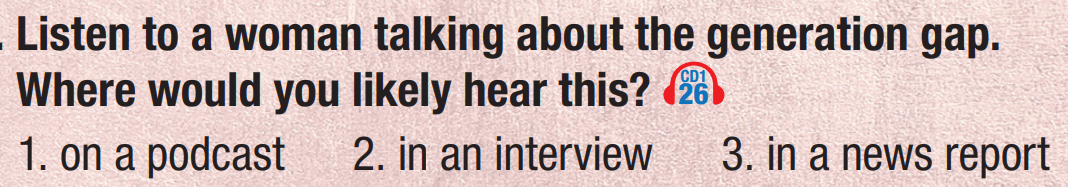 . Listen to a woman talking about the generation gap.
Where would you likely hear this? CD1 26
1. on a podcast 2. in an interview 3. in a news report